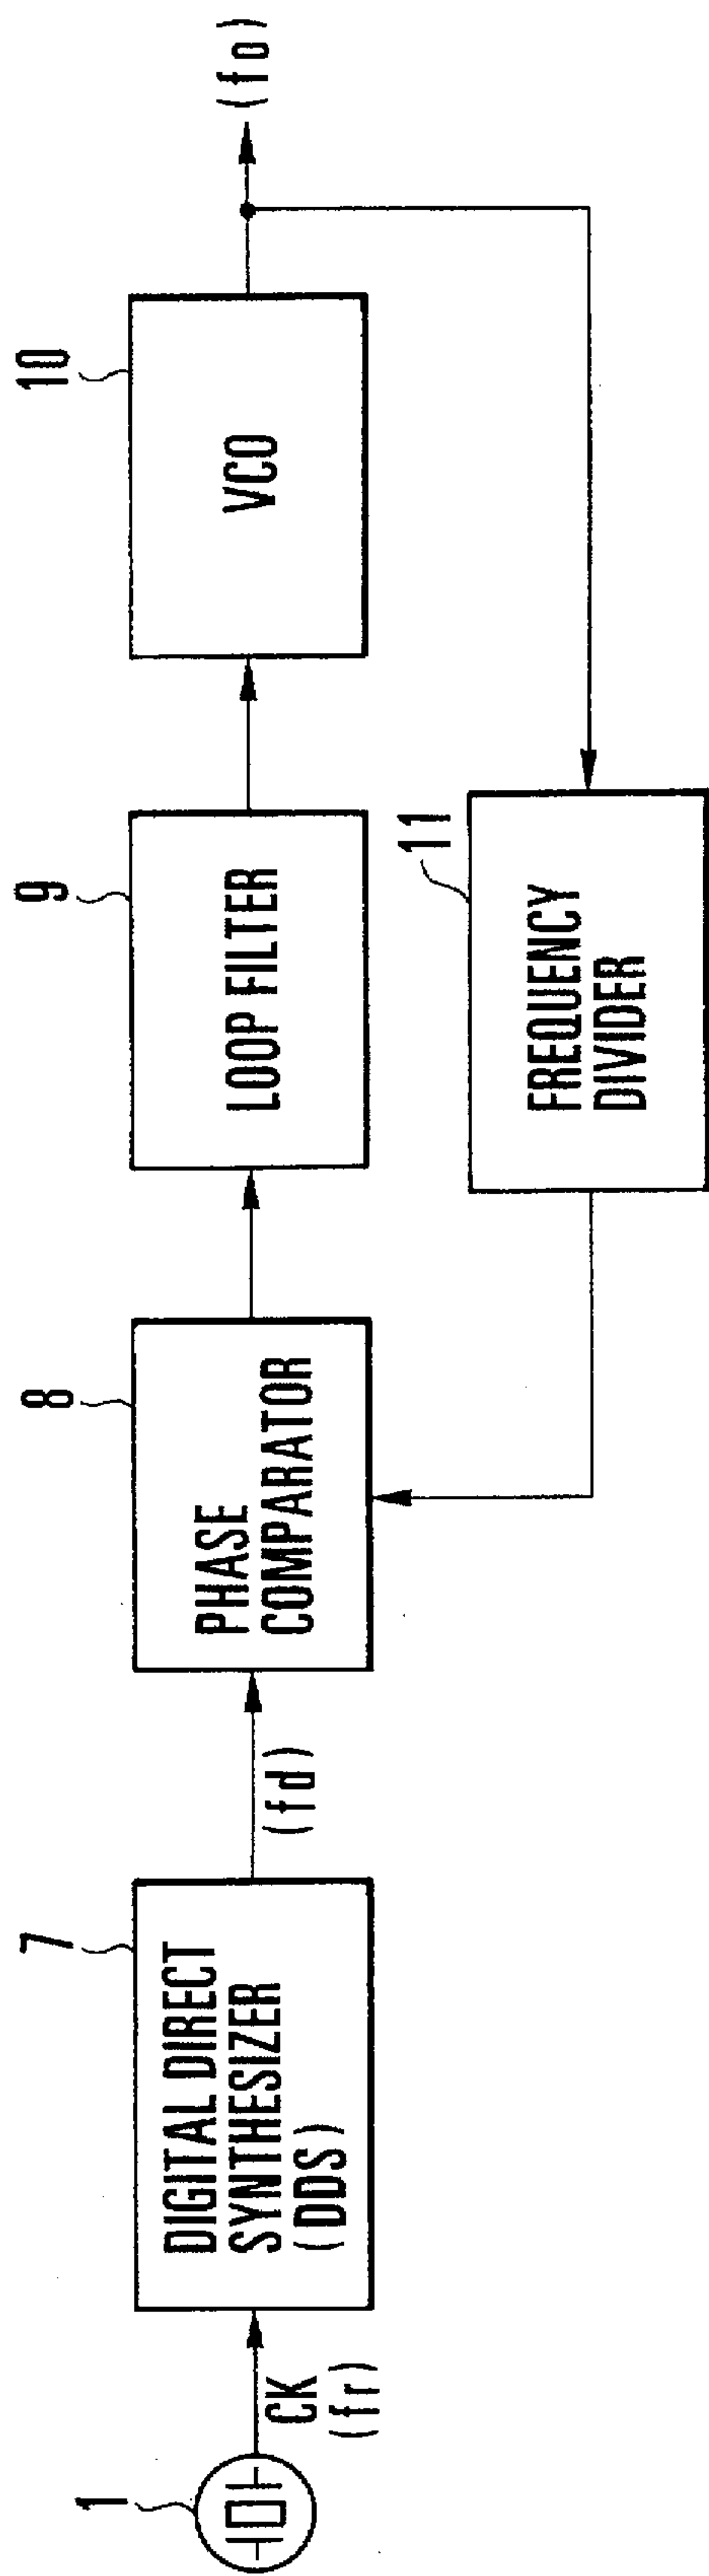 1
CK
(fr)
7
DIGITAL DIRECT
SYNTHESIZER
(DDS)
(fd)
8
PHASE
COMPARATOR
9
LOOP FILTER
10
VCO
(fo)
11
FREQUENCY
DIVIDER